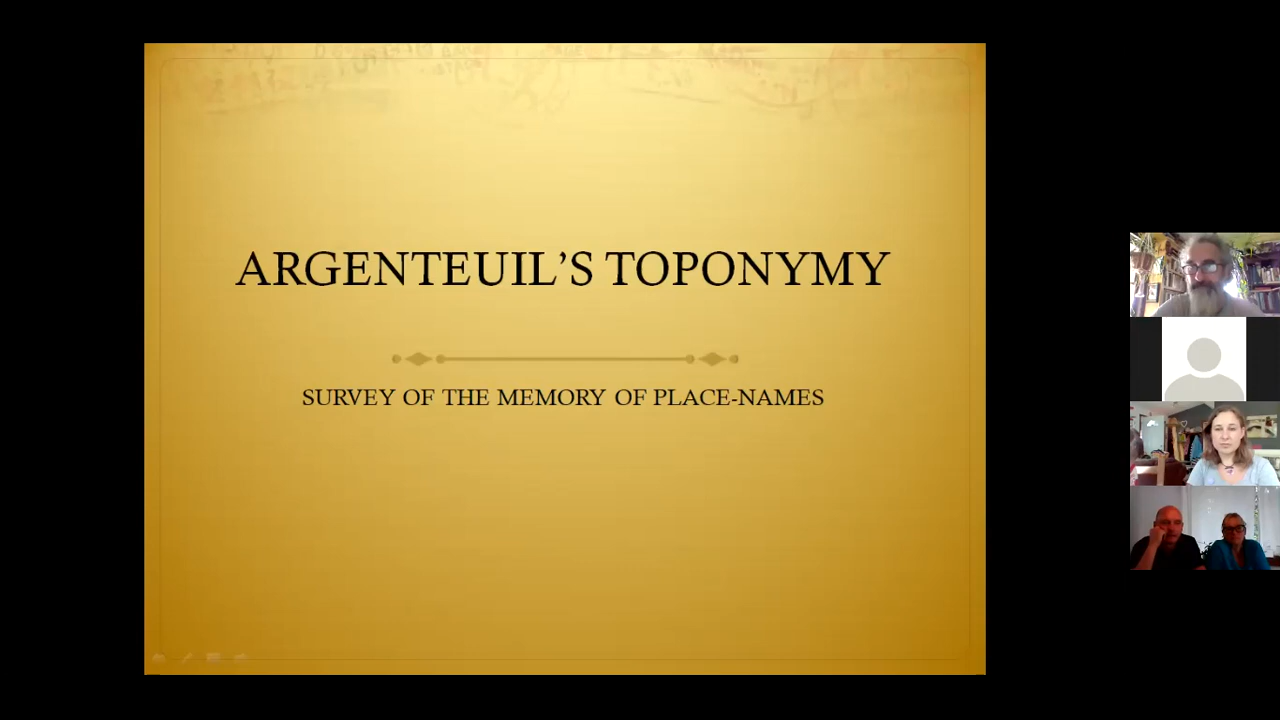 ARGENTEUIL’S TOPONYMY
SURVEY OF THE MEMORY OF PLACE-NAMES